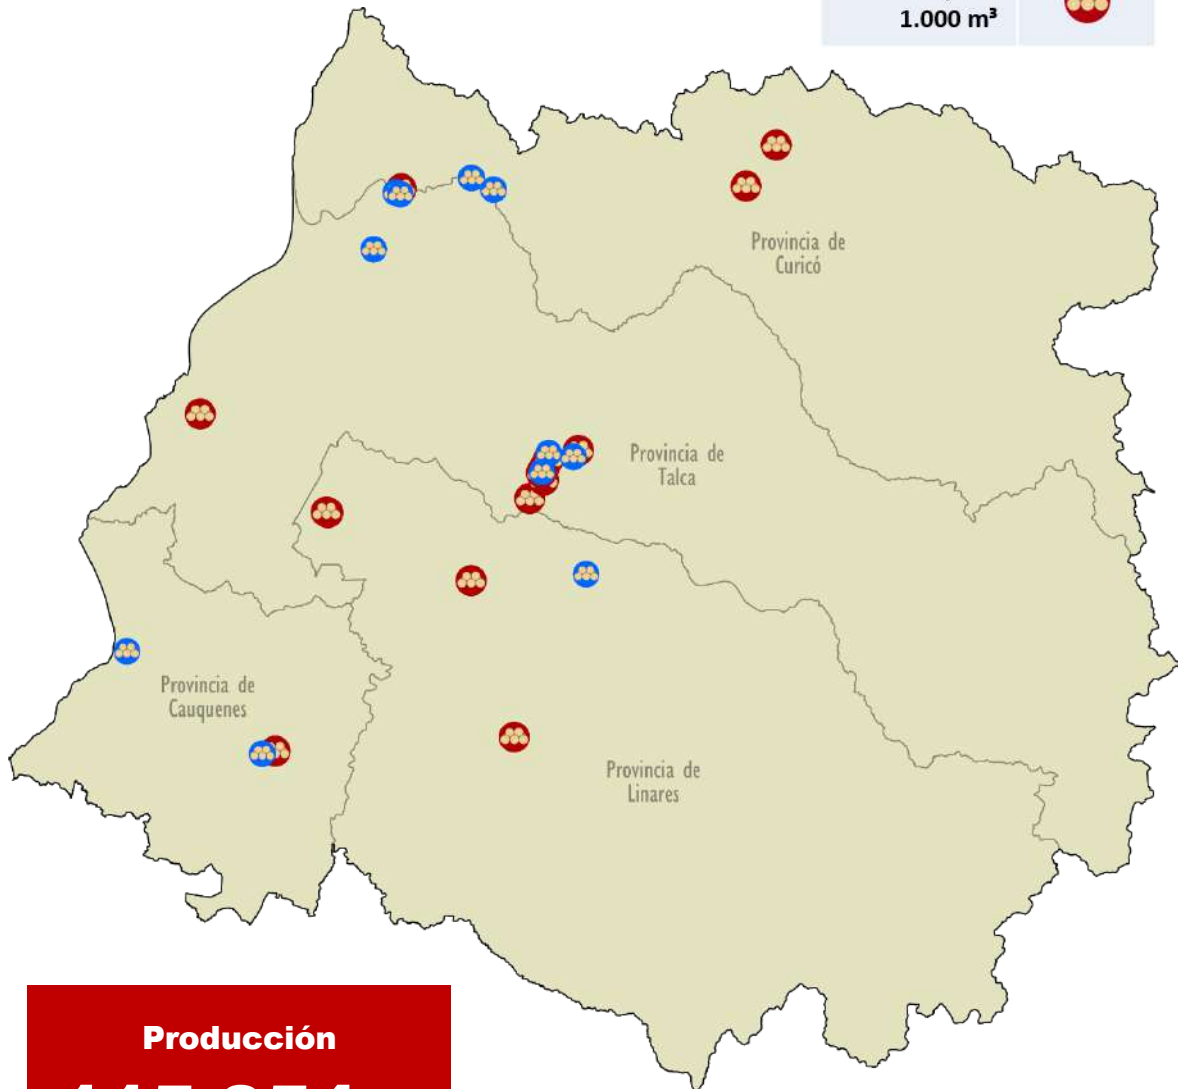 1.000 m³
Provincia de
Curicó
Provincia de
Talca
Provincia de
Cauquenes
Provincia de
Linares
Producción